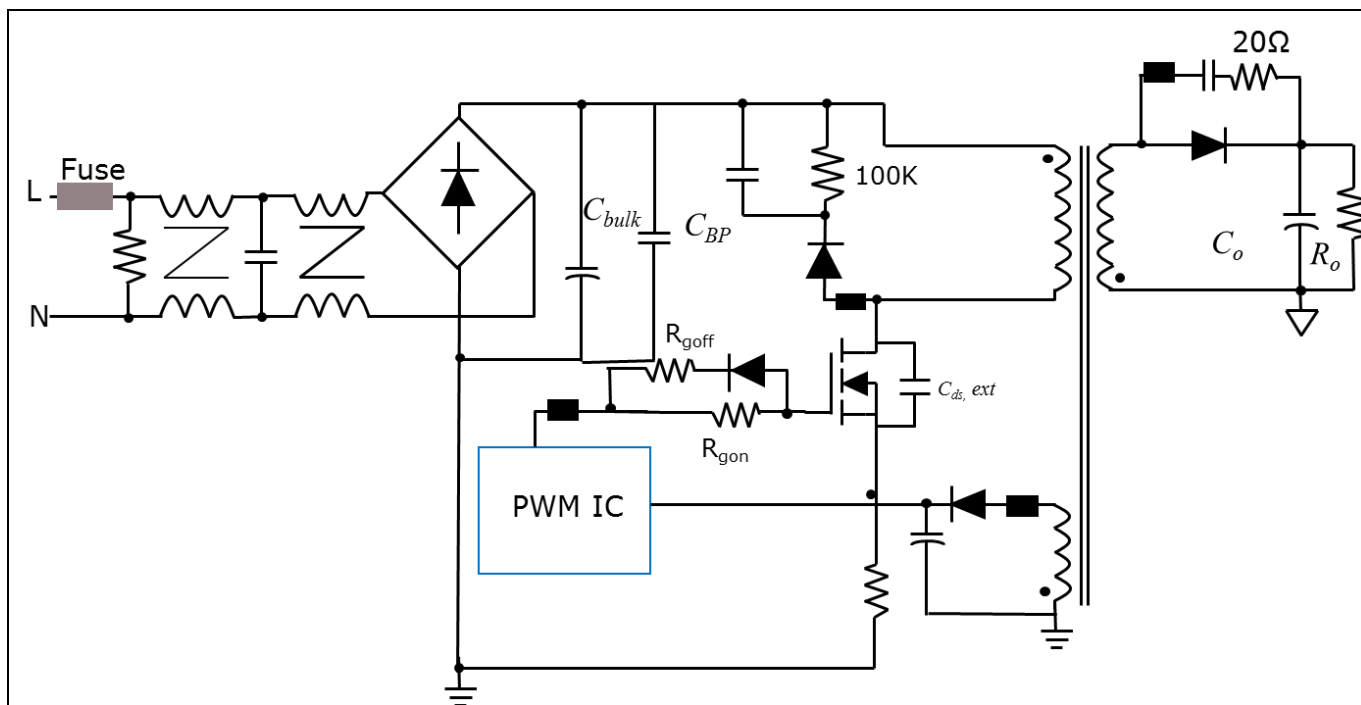 20Ω
Fuse
L
100K
C_bulk
C_BP
C_o
R_o
N
R_goff
C_ds, ext
R_gon
PWM IC